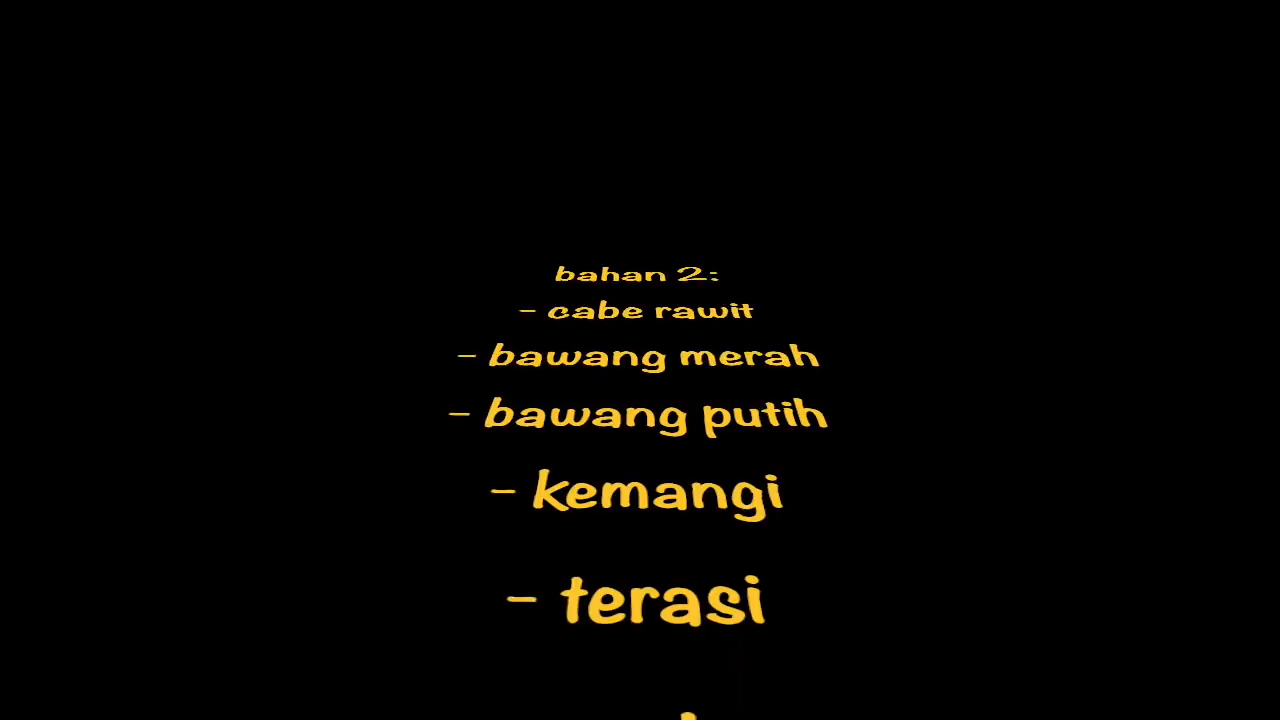 bahan 2:
- cabe rawit
- bawang merah
- bawang putih
- kemangi
- terasi